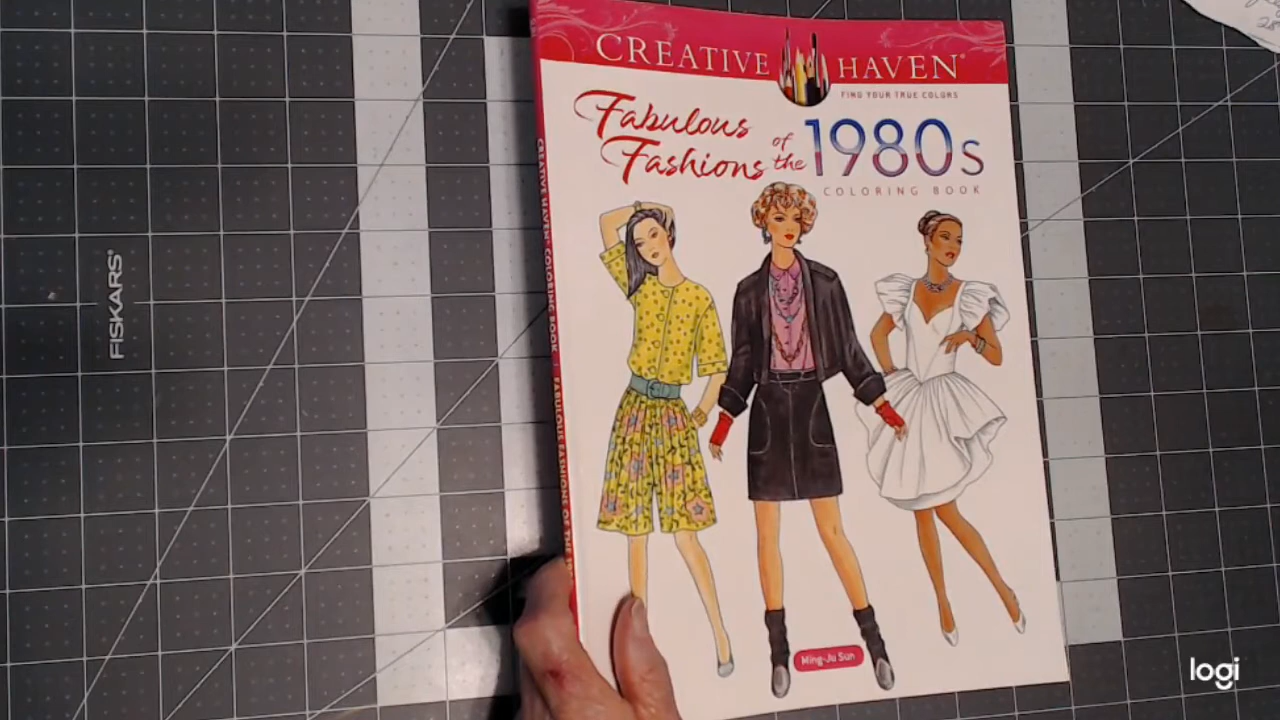 CREATIVE HAVEN®
FIND YOUR TRUE COLORS
Fabulous
Fashions
of
the
1980s
COLORING BOOK
Ming-Ju Sun
CREATIVE HAVEN COLORING BOOK
FABULOUS FASHIONS OF THE
FISKARS®
logi